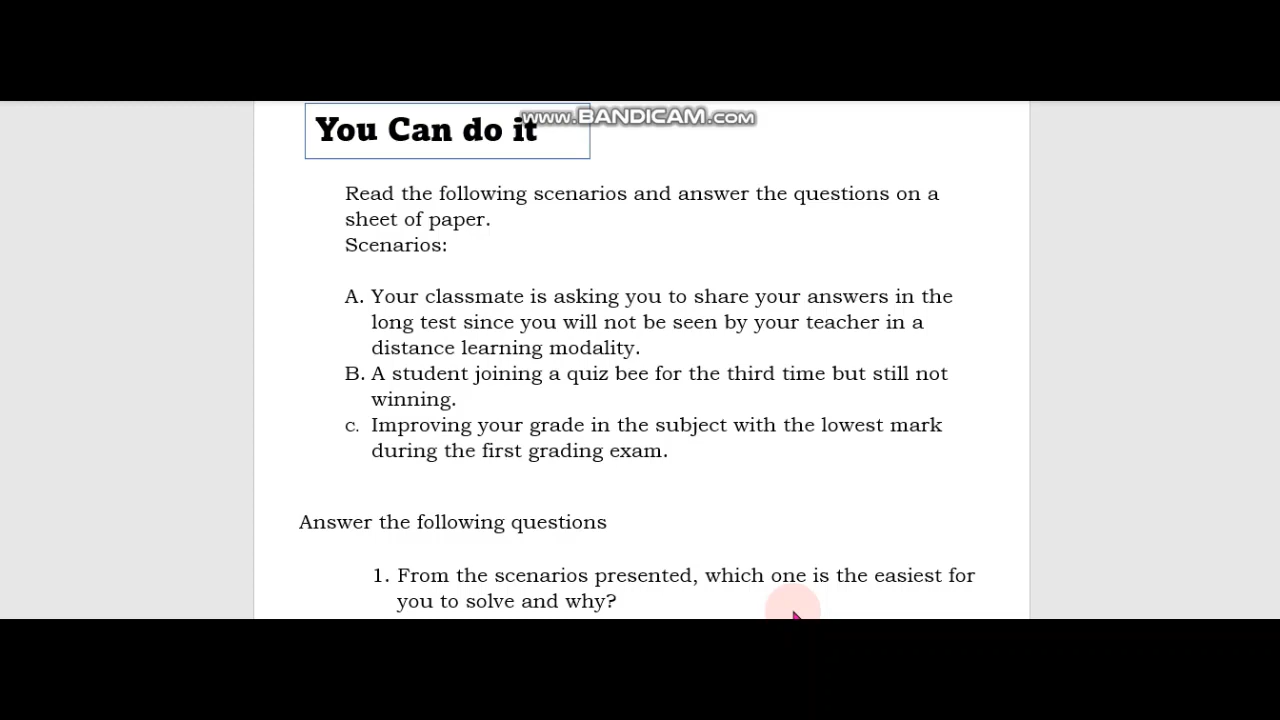 You Can do it
www.BANDICAM.com
Read the following scenarios and answer the questions on a
sheet of paper.
Scenarios:
A. Your classmate is asking you to share your answers in the
long test since you will not be seen by your teacher in a
distance learning modality.
B. A student joining a quiz bee for the third time but still not
winning.
c. Improving your grade in the subject with the lowest mark
during the first grading exam.
Answer the following questions
1. From the scenarios presented, which one is the easiest for
you to solve and why?